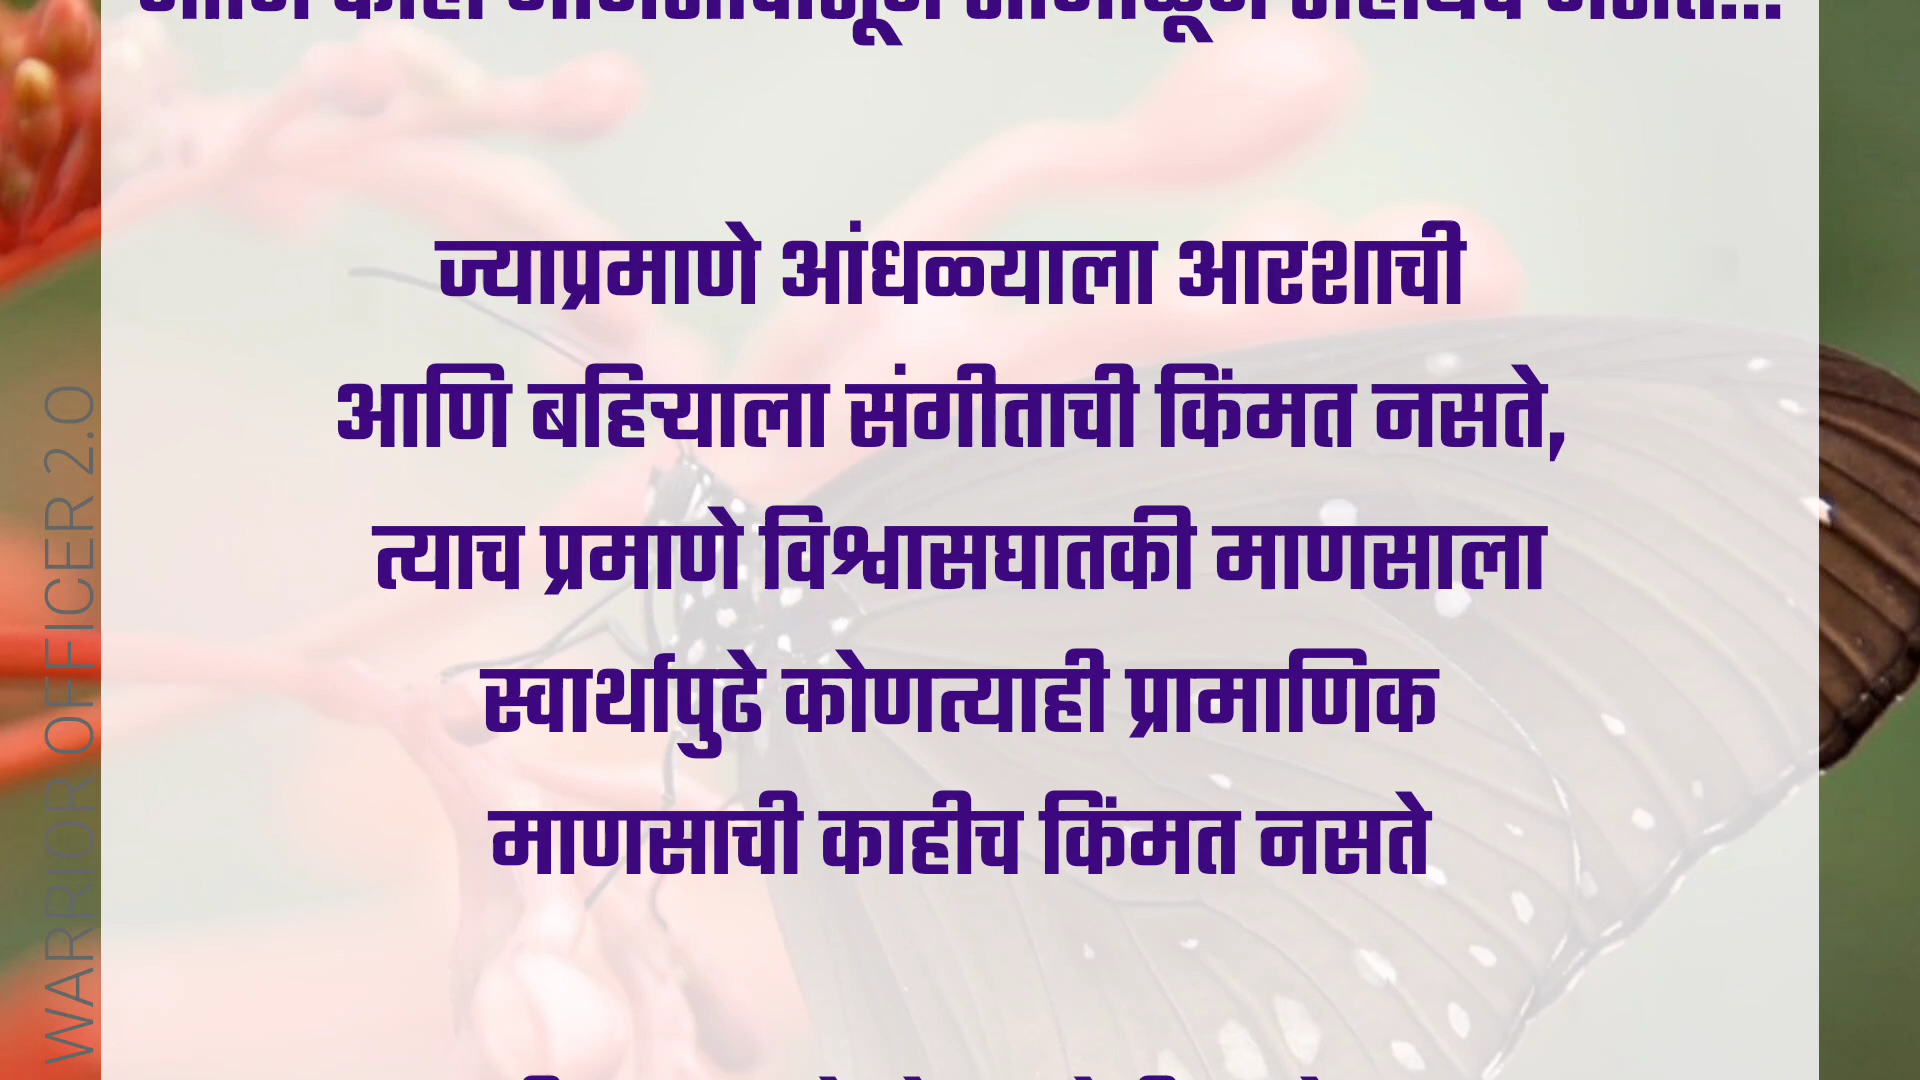 ज्याप्रमाणे आंधळ्याला आरशाची
आणि बहिऱ्याला संगीताची किंमत नसते,
त्याच प्रमाणे विश्वासघातकी माणसाला
स्वार्थापुढे कोणत्याही प्रामाणिक
माणसाची काहीच किंमत नसते
WARRIOR OFFICER 2.0